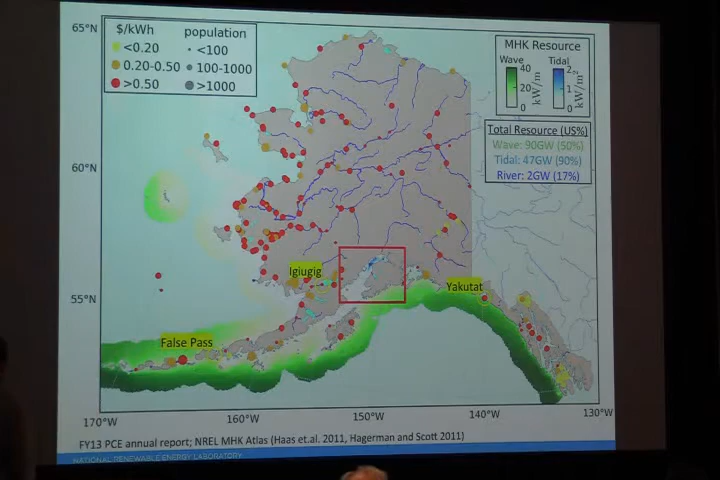 $/kWh
population
<0.20
<100
0.20-0.50
100-1000
>0.50
>1000
MHK Resource
Wave
Tidal
40
20
0
kW/m
2
1
0
Total Resource (US%)
Wave: 90GW (50%)
Tidal: 47GW (90%)
River: 2GW (17%)
65°N
60°N
55°N
Igiugig
Yakutat
False Pass
170°W
160°W
150°W
140°W
130°W
FY13 PCE annual report; NREL MHK Atlas (Haas et.al. 2011, Hagerman and Scott 2011)
NATIONAL RENEWABLE ENERGY LABORATORY